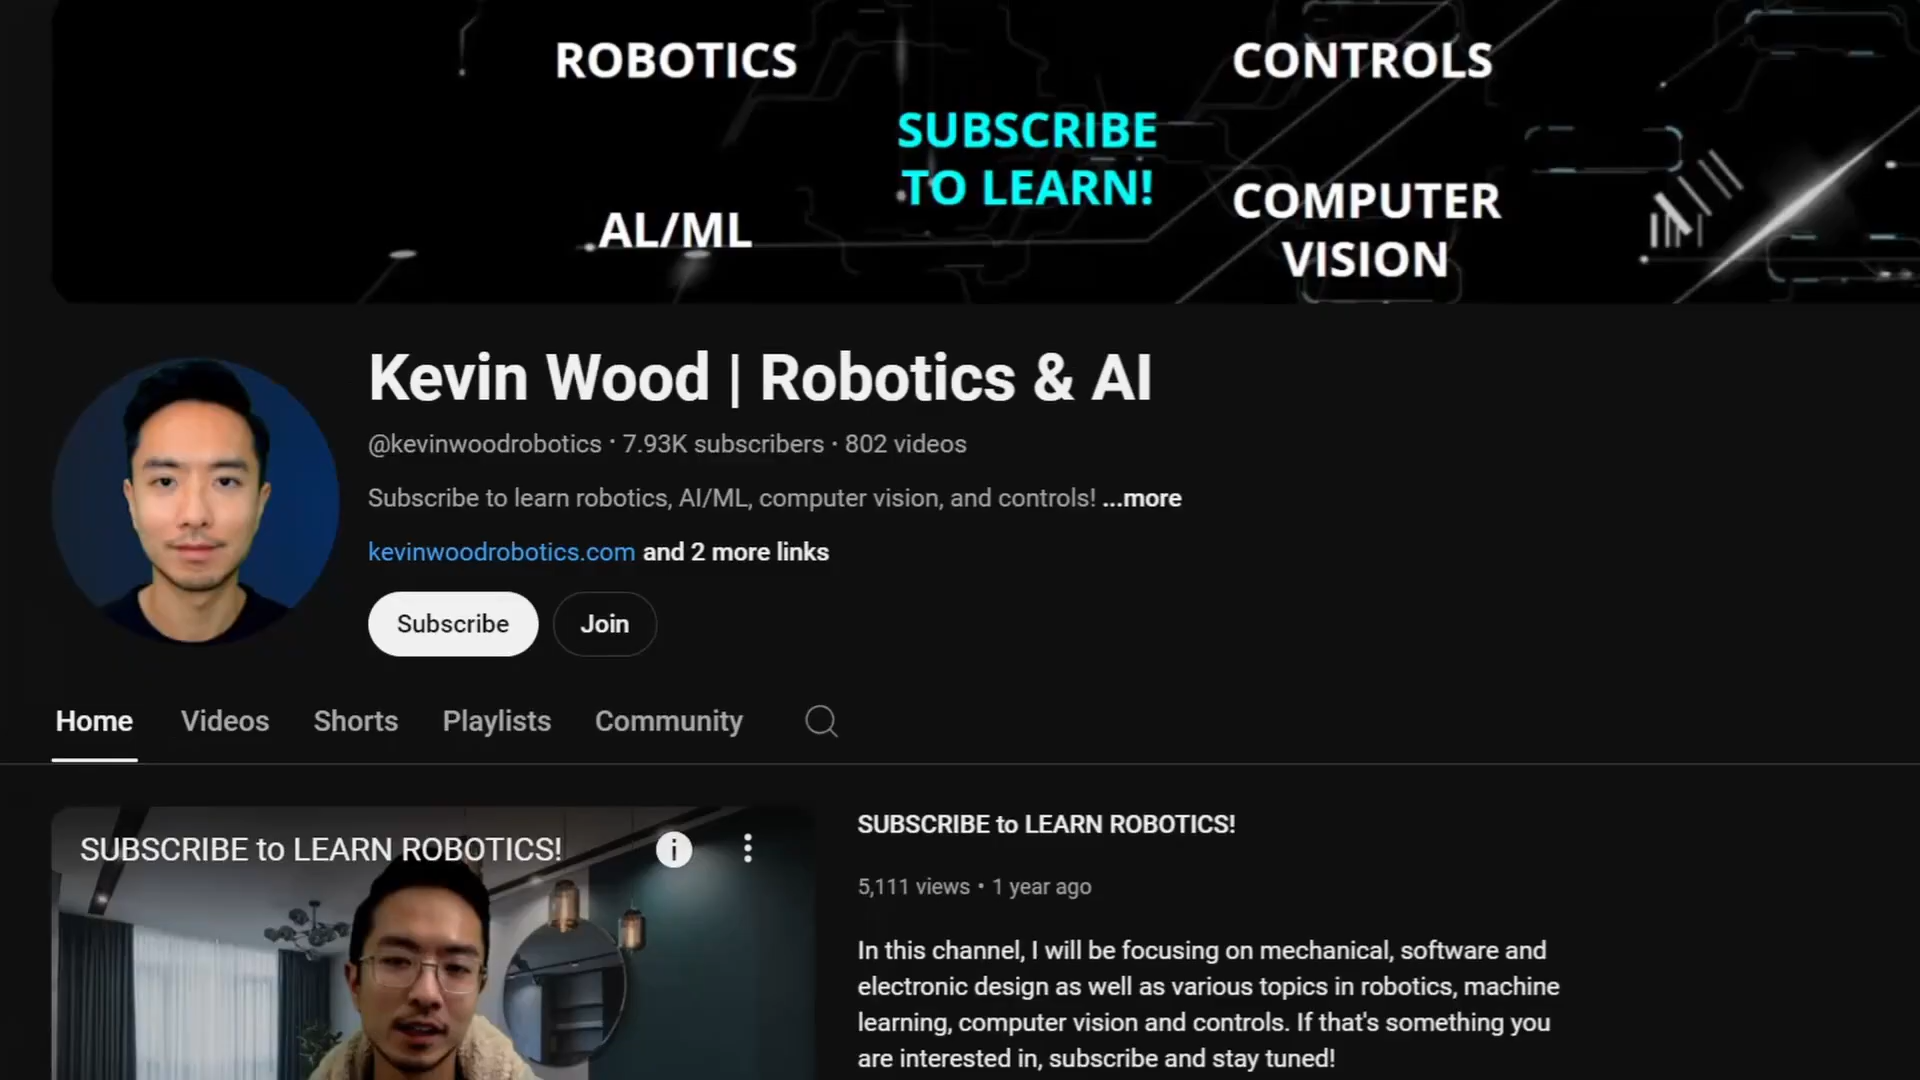 ROBOTICS
CONTROLS
SUBSCRIBE
TO LEARN!
AL/ML
COMPUTER
VISION
Kevin Wood | Robotics & AI
@kevinwoodrobotics · 7.93K subscribers · 802 videos
Subscribe to learn robotics, AI/ML, computer vision, and controls! ...more
kevinwoodrobotics.com and 2 more links
Subscribe Join
Home Videos Shorts Playlists Community
SUBSCRIBE to LEARN ROBOTICS!
SUBSCRIBE to LEARN ROBOTICS!
5,111 views • 1 year ago
In this channel, I will be focusing on mechanical, software and
electronic design as well as various topics in robotics, machine
learning, computer vision and controls. If that's something you
are interested in, subscribe and stay tuned!